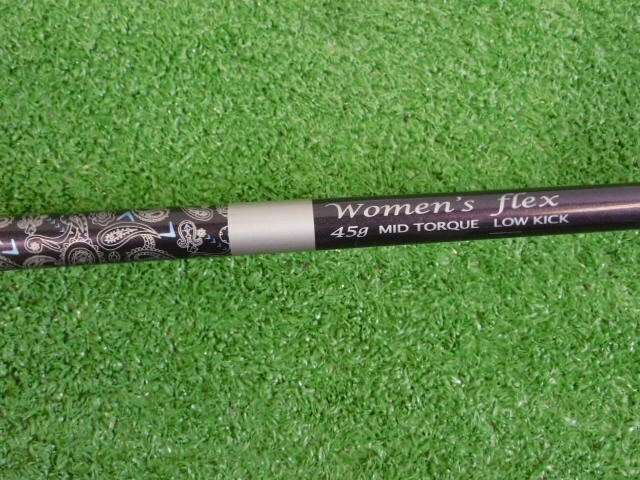 Women's flex
45g MID TORQUE LOW KICK